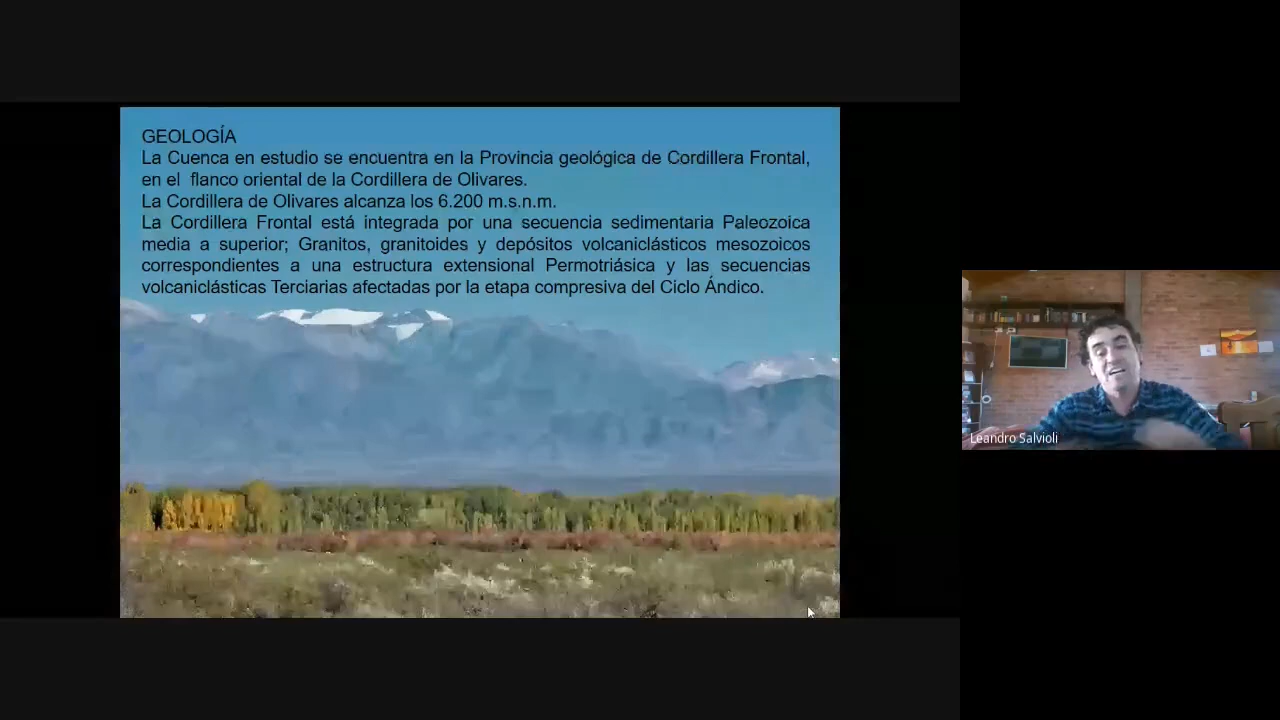 GEOLOGÍA
La Cuenca en estudio se encuentra en la Provincia geológica de Cordillera Frontal,
en el flanco oriental de la Cordillera de Olivares.
La Cordillera de Olivares alcanza los 6.200 m.s.n.m.
La Cordillera Frontal está integrada por una secuencia sedimentaria Paleozoica
media a superior; Granitos, granitoides y depósitos volcaniclásticos mesozoicos
correspondientes a una estructura extensional Permotriásica y las secuencias
volcaniclásticas Terciarias afectadas por la etapa compresiva del Ciclo Ándico.
Leandro Salvioli